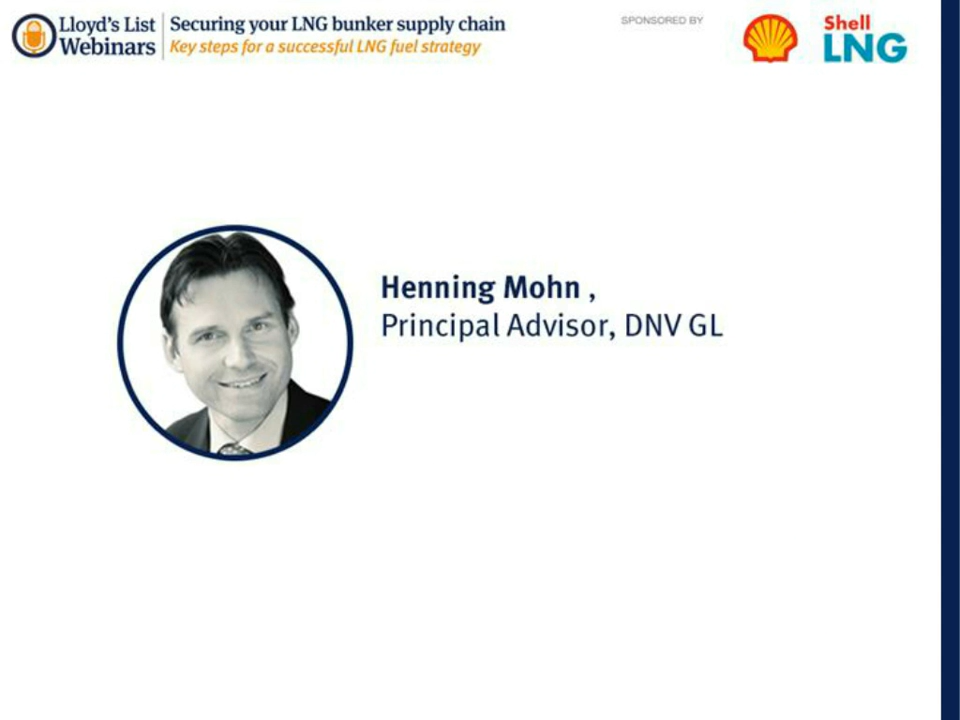 Lloyd's List
Webinars
Securing your LNG bunker supply chain
Key steps for a successful LNG fuel strategy
SPONSORED BY
Shell
LNG
Henning Mohn ,
Principal Advisor, DNV GL